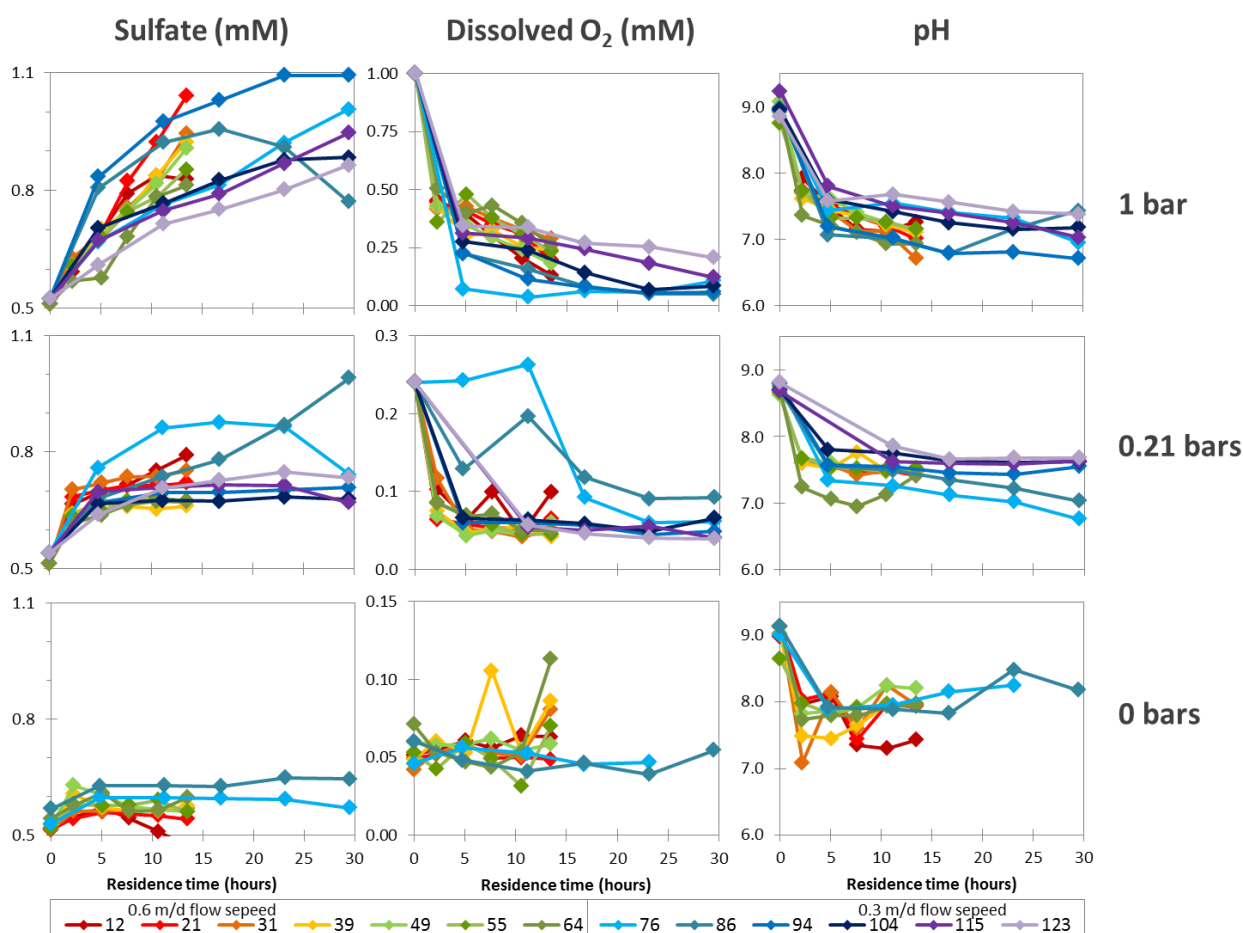 Sulfate (mM) Dissolved O₂ (mM) pH
1.1 1.00 9.0
0.75 8.0
0.8 0.50 1 bar
0.25 7.0
0.5 0.00 6.0
1.1 0.3 9.0
0.2 8.0
0.8 0.21 bars
0.1 7.0
0.5 0.0 6.0
1.1 0.15 9.0
0.10 8.0
0.8 0 bars
0.05 7.0
0.5 0.00 6.0
0 5 10 15 20 25 30 0 5 10 15 20 25 30 0 5 10 15 20 25 30
Residence time (hours) Residence time (hours) Residence time (hours)
0.6 m/d flow sepeed 0.3 m/d flow sepeed
12 21 31 39 49 55 64 76 86 94 104 115 123